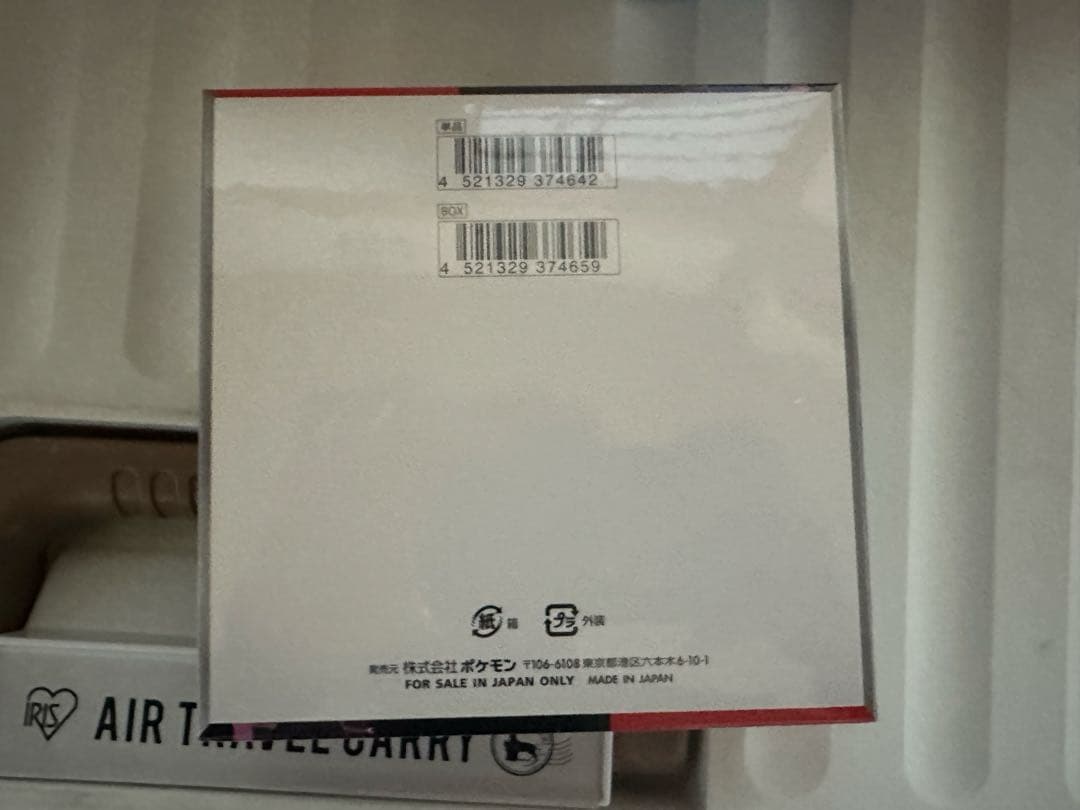 単品
4 521329 374642
BOX
4 521329 374659
紙 箱 プラ 外装
発売元 株式会社 ポケモン 〒106-6108 東京都港区六本木6-10-1
FOR SALE IN JAPAN ONLY MADE IN JAPAN
IRIS AIR TRAVEL CARRY